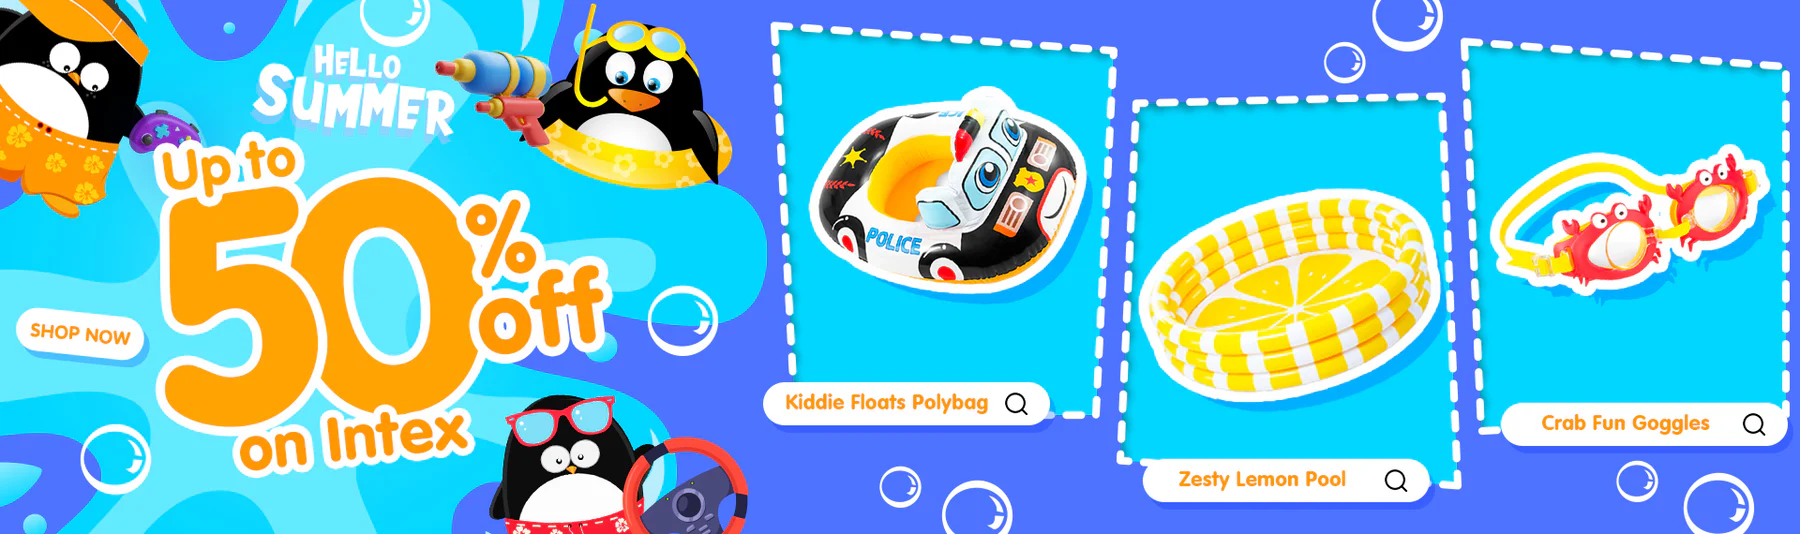 HELLO
SUMMER
Up to
50%
off
on Intex
SHOP NOW
POLICE
Kiddie Floats Polybag
Zesty Lemon Pool
Crab Fun Goggles